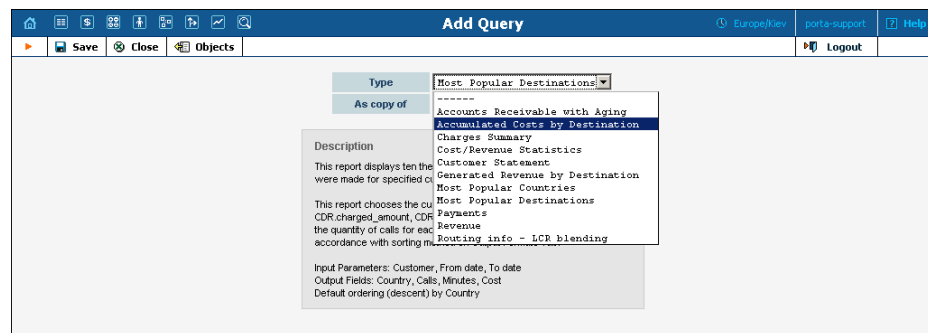 Add Query
Europe/Kiev
porta-support
? Help
Save
Close
Objects
Logout
Type
Most Popular Destinations
As copy of
------
Accounts Receivable with Aging
Accumulated Costs by Destination
Charges Summary
Cost/Revenue Statistics
Customer Statement
Generated Revenue by Destination
Most Popular Countries
Most Popular Destinations
Payments
Revenue
Routing info - LCR blending
Description
This report displays ten the
were made for specified
This report chooses the
CDR.charged_amount, CDR
the quantity of calls for
accordance with sorting
Input Parameters: Customer, From date, To date
Output Fields: Country, Calls, Minutes, Cost
Default ordering (descent) by Country